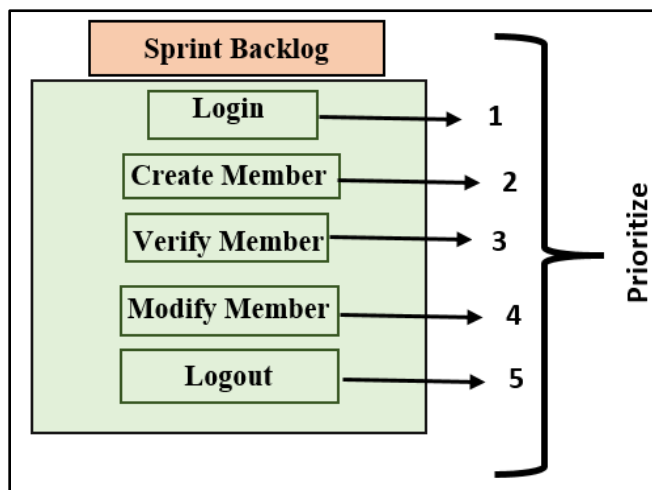 Sprint Backlog
Login
1
Create Member
2
Verify Member
3
Modify Member
4
Logout
5
Prioritize